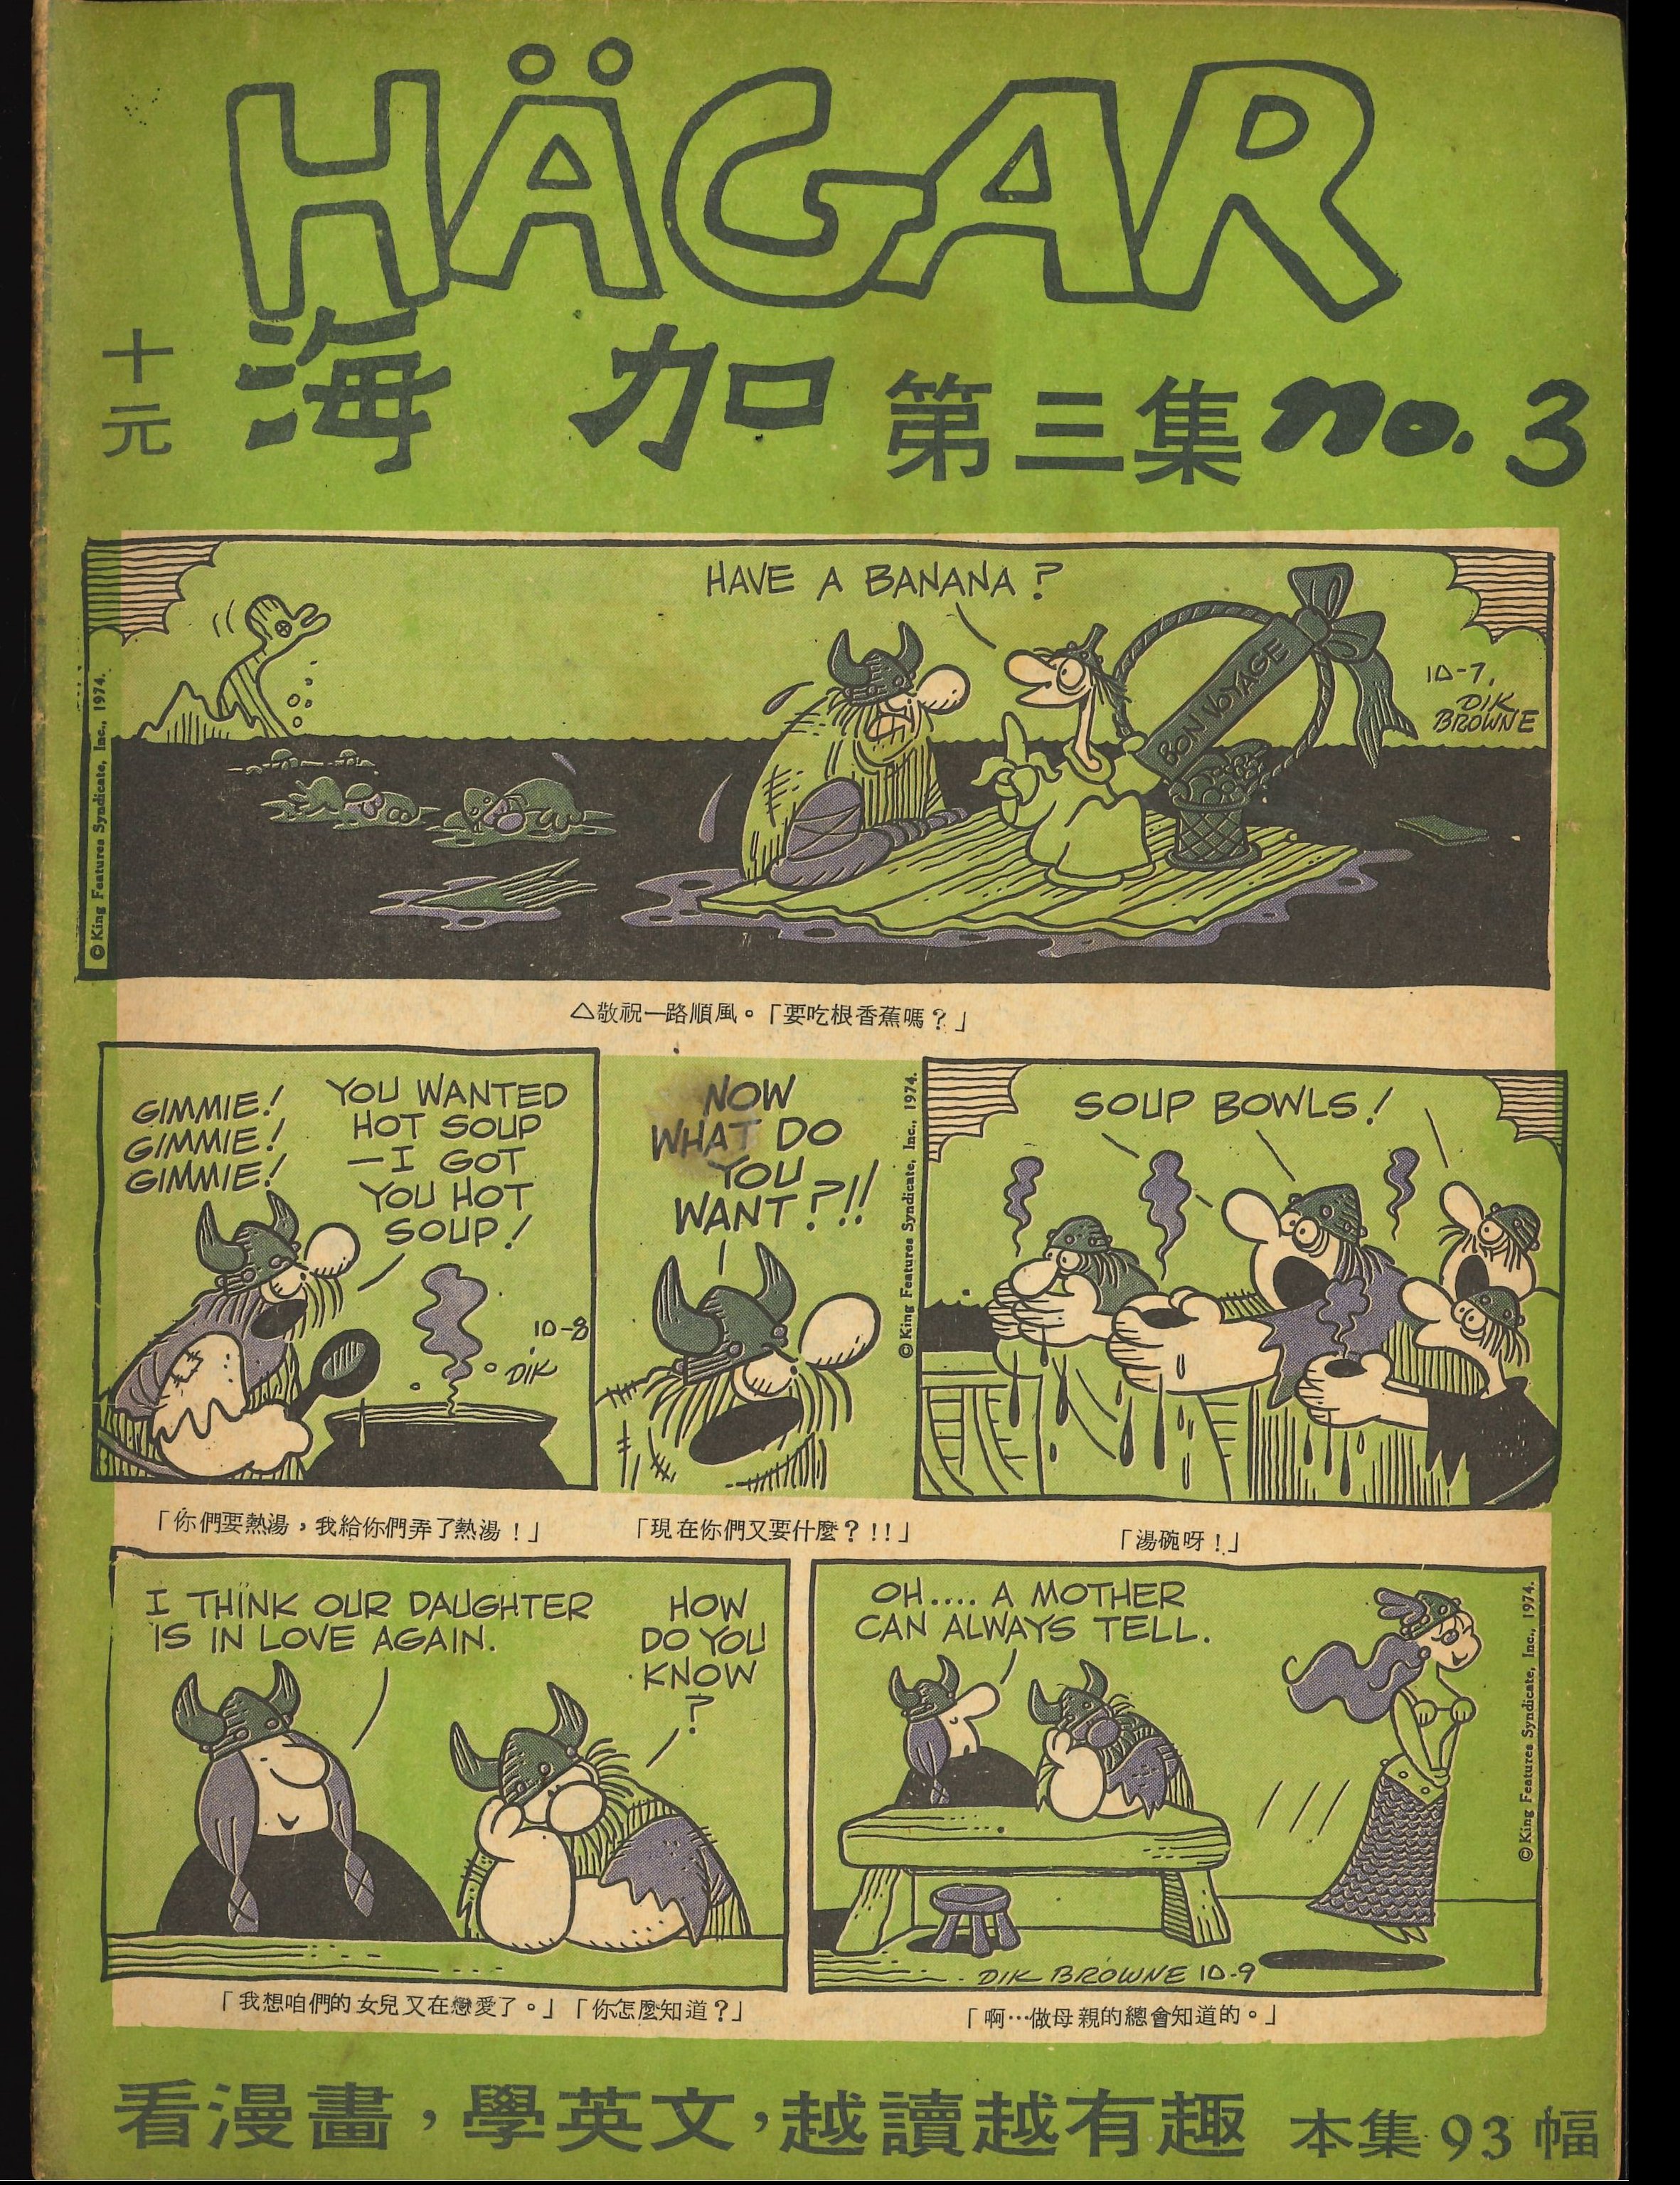 HÄGAR
十元
海加 第三集 no. 3
HAVE A BANANA?
BON VOYAGE
10-7.
DIK
BROWNE
© King Features Syndicate, Inc., 1974.
△敬祝一路順風。「要吃根香蕉嗎？」
GIMMIE!
GIMMIE!
GIMMIE!
YOU WANTED
HOT SOUP
—I GOT
YOU HOT
SOUP!
10-8
DIK
NOW
WHAT DO
YOU
WANT?!!
© King Features Syndicate, Inc., 1974.
SOUP BOWLS!
「你們要熱湯，我給你們弄了熱湯！」
「現在你們又要什麼？!!」
「湯碗呀！」
I THINK OUR DAUGHTER
IS IN LOVE AGAIN.
HOW
DO YOU
KNOW
?
OH.... A MOTHER
CAN ALWAYS TELL.
© King Features Syndicate, Inc., 1974.
DIK BROWNE 10-9
「我想咱們的女兒又在戀愛了。」「你怎麼知道？」
「啊…做母親的總會知道的。」
看漫畫，學英文，越讀越有趣 本集93幅